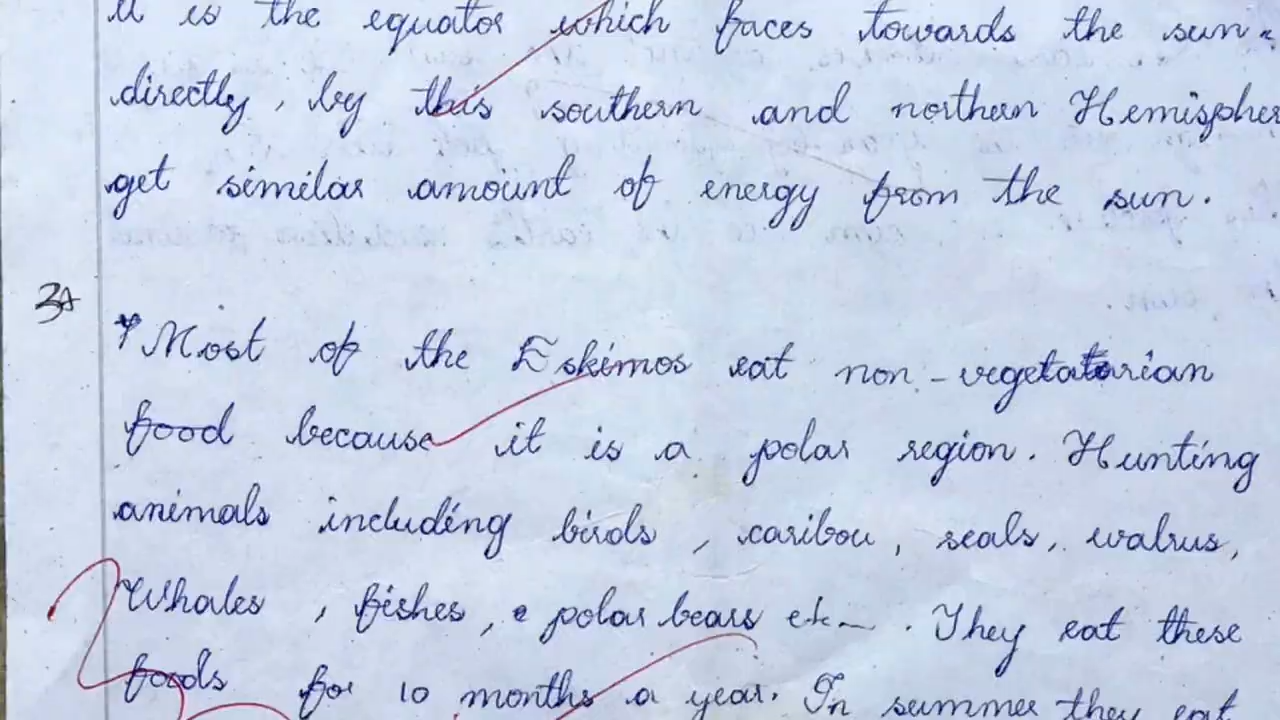 It is the equator which faces towards the sun
directly, by this southern and northern Hemispher
get similar amount of energy from the sun.
3A
Most of the Eskimos eat non-vegetatorian
food because it is a polar region. Hunting
animals including birds, caribou, seals, walrus,
Whales, fishes, polar bears etc. They eat these
foods for 10 months a year. In summer they eat